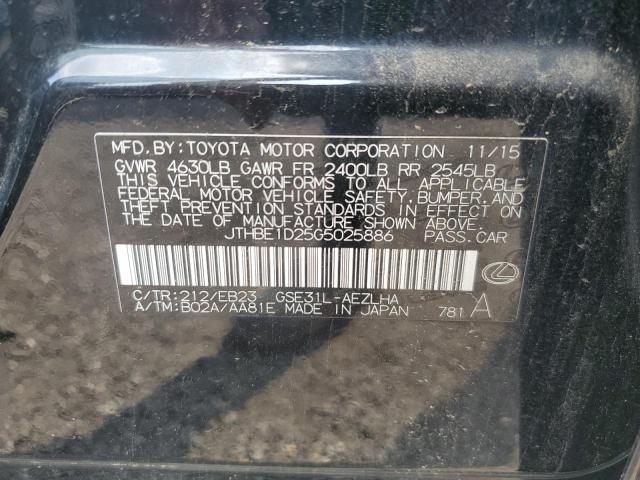 MFD.BY:TOYOTA MOTOR CORPORATION 11/15
GVWR 4630LB GAWR FR 2400LB RR 2545LB
THIS VEHICLE CONFORMS TO ALL APPLICABLE
FEDERAL MOTOR VEHICLE SAFETY,BUMPER,AND
THEFT PREVENTION STANDARDS IN EFFECT ON
THE DATE OF MANUFACTURE SHOWN ABOVE.
JTHBE1D25G5025886 PASS.CAR
C/TR:212/EB23 GSE31L-AEZLHA
A/TM:B02A/AA81E MADE IN JAPAN 781 A